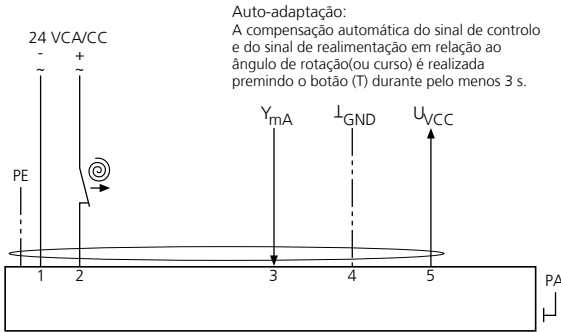 Auto-adaptação:
A compensação automática do sinal de controlo
e do sinal de realimentação em relação ao
ângulo de rotação(ou curso) é realizada
premindo o botão (T) durante pelo menos 3 s.
24 VCA/CC
- +
~ ~
YmA ⊥GND UVCC
PE
1 2 3 4 5
PA